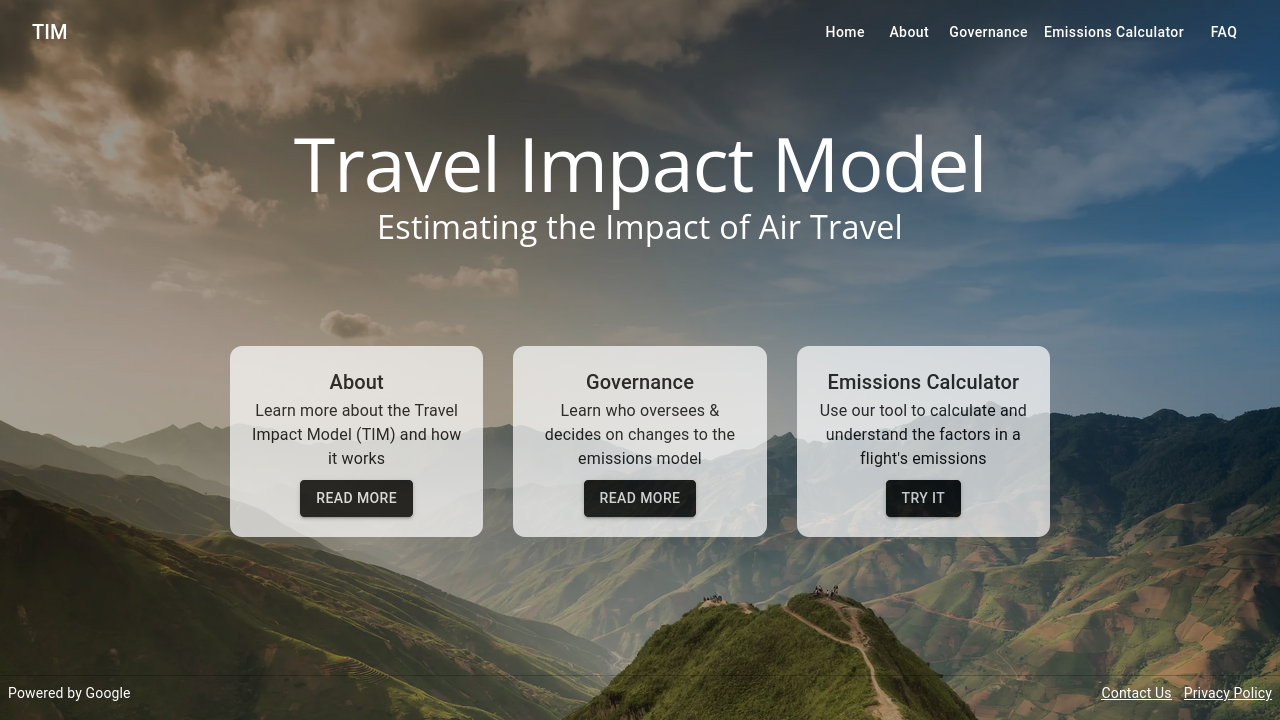 TIM
Home About Governance Emissions Calculator FAQ
Travel Impact Model
Estimating the Impact of Air Travel
About
Learn more about the Travel
Impact Model (TIM) and how
it works
READ MORE
Governance
Learn who oversees &
decides on changes to the
emissions model
READ MORE
Emissions Calculator
Use our tool to calculate and
understand the factors in a
flight's emissions
TRY IT
Powered by Google
Contact Us Privacy Policy